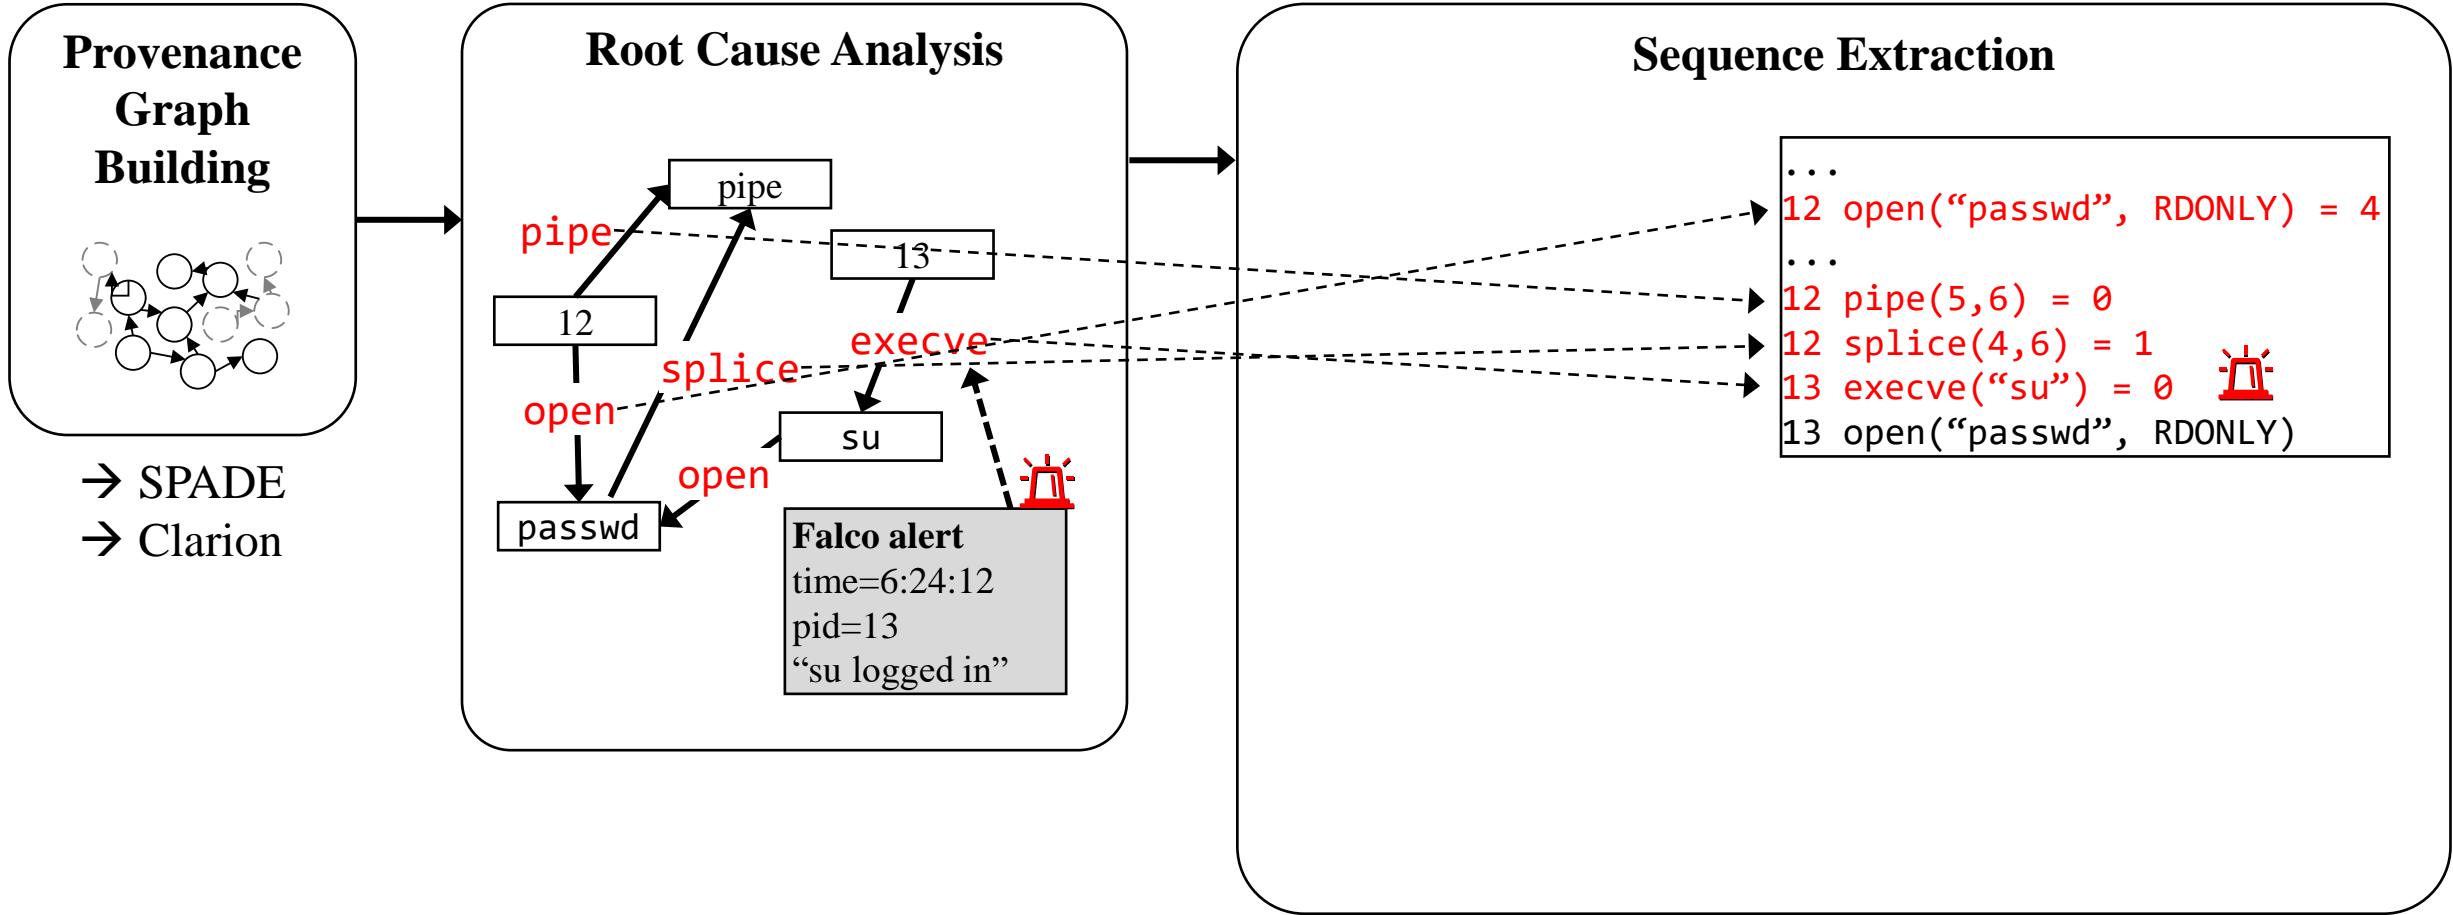 Provenance
Graph
Building
→ SPADE
→ Clarion
Root Cause Analysis
pipe
pipe
13
12
execve
splice
open
su
open
passwd
Falco alert
time=6:24:12
pid=13
“su logged in”
Sequence Extraction
...
12 open(“passwd”, RDONLY) = 4
...
12 pipe(5,6) = 0
12 splice(4,6) = 1
13 execve(“su”) = 0
13 open(“passwd”, RDONLY)